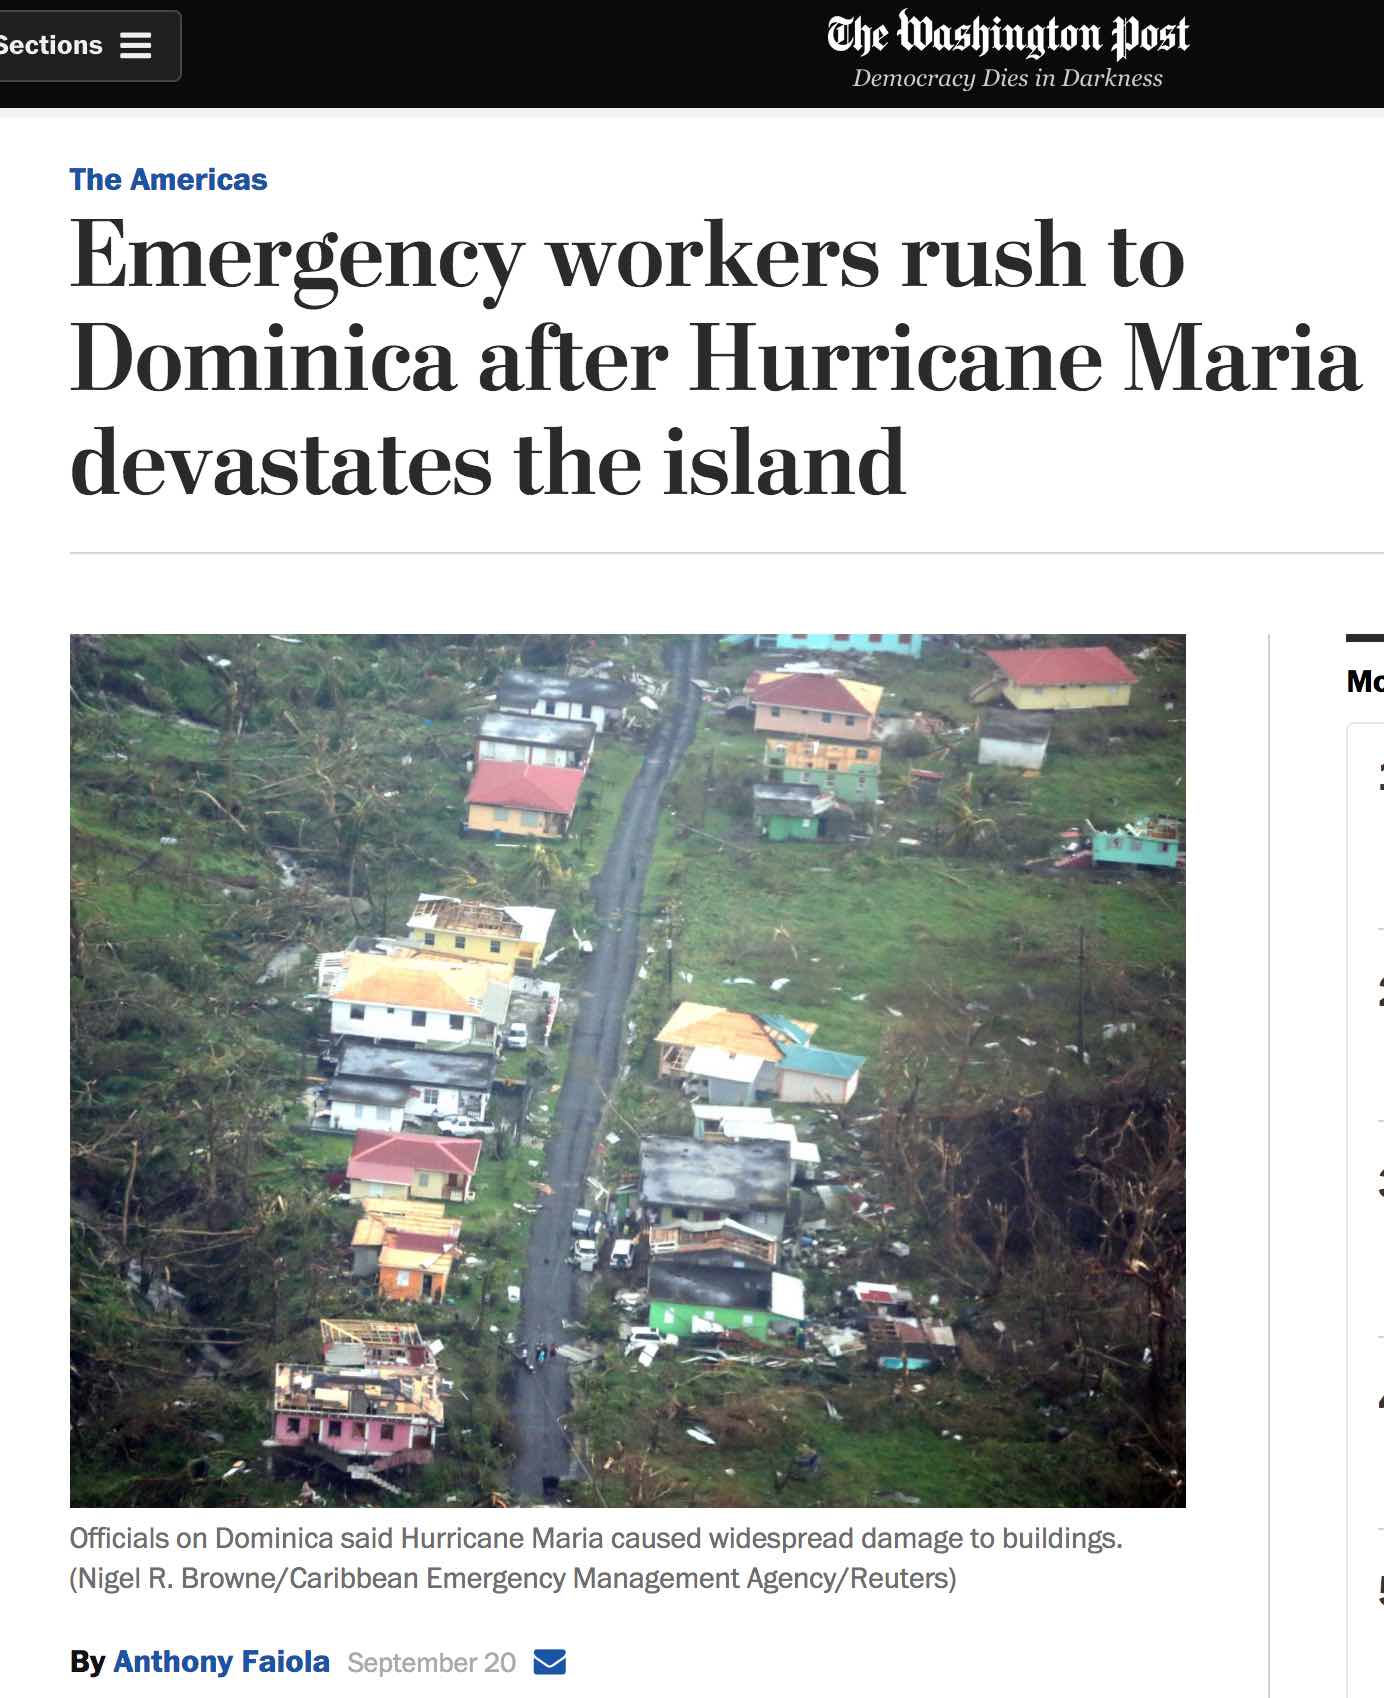 Sections
The Washington Post
Democracy Dies in Darkness
The Americas
Emergency workers rush to
Dominica after Hurricane Maria
devastates the island
Officials on Dominica said Hurricane Maria caused widespread damage to buildings.
(Nigel R. Browne/Caribbean Emergency Management Agency/Reuters)
By Anthony Faiola September 20